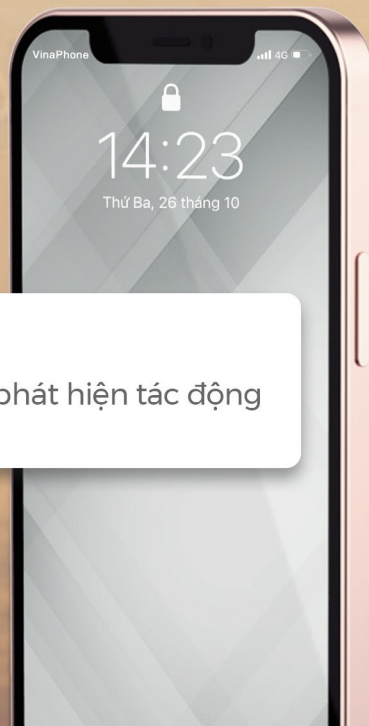 VinaPhone 4G
14:23
Thứ Ba, 26 tháng 10
phát hiện tác động